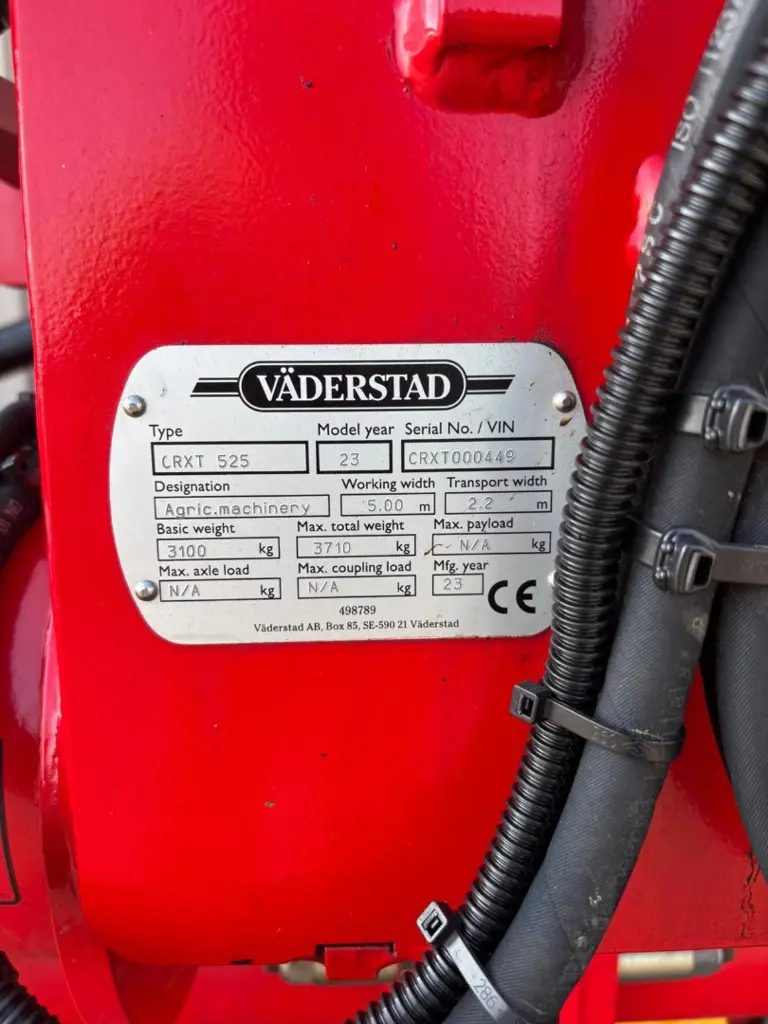 VÄDERSTAD
Type Model year Serial No. / VIN
CRXT 525 23 CRXT000449
Designation Working width Transport width
Agric.machinery 5.00 m 2.2 m
Basic weight Max. total weight Max. payload
3100 kg 3710 kg N/A kg
Max. axle load Max. coupling load Mfg. year
N/A kg N/A kg 23 CE
498789
Väderstad AB, Box 85, SE-590 21 Väderstad
ISO
286